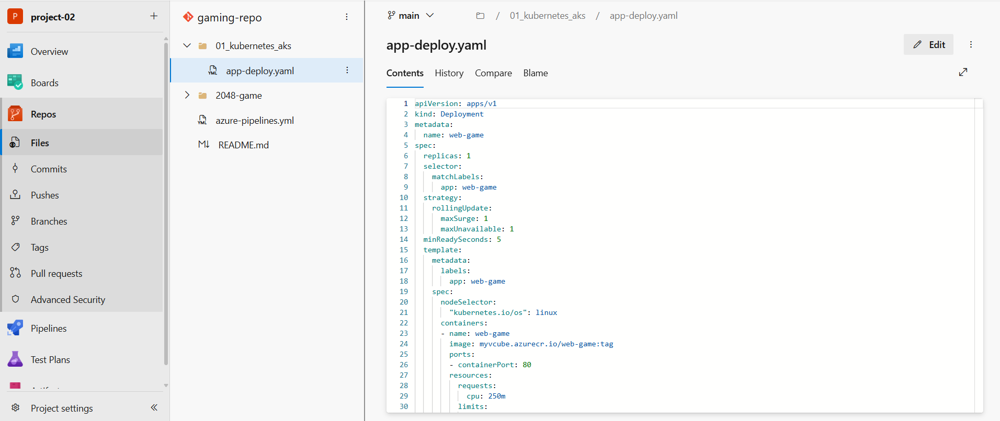 P project-02 +
Overview
Boards
Repos
Files
Commits
Pushes
Branches
Tags
Pull requests
Advanced Security
Pipelines
Test Plans
Project settings
gaming-repo
01_kubernetes_aks
YML app-deploy.yaml
2048-game
YML azure-pipelines.yml
M↓ README.md
main / 01_kubernetes_aks / app-deploy.yaml
app-deploy.yaml
Edit
Contents History Compare Blame
1 apiVersion: apps/v1
2 kind: Deployment
3 metadata:
4   name: web-game
5 spec:
6   replicas: 1
7   selector:
8     matchLabels:
9       app: web-game
10   strategy:
11     rollingUpdate:
12       maxSurge: 1
13       maxUnavailable: 1
14   minReadySeconds: 5
15   template:
16     metadata:
17       labels:
18         app: web-game
19     spec:
20       nodeSelector:
21         "kubernetes.io/os": linux
22       containers:
23       - name: web-game
24         image: myvcube.azurecr.io/web-game:tag
25         ports:
26         - containerPort: 80
27         resources:
28           requests:
29             cpu: 250m
30           limits: